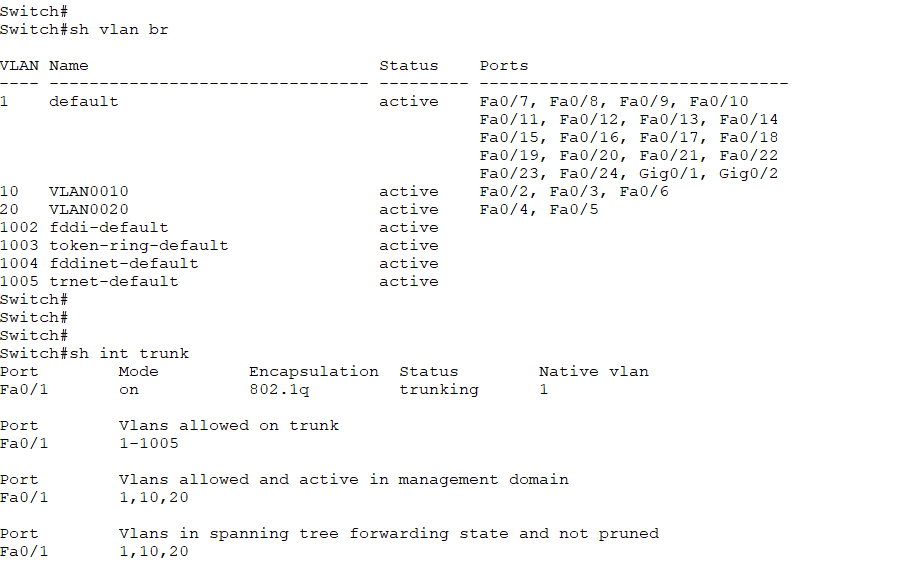 Switch#
Switch#sh vlan br
VLAN Name                             Status    Ports
---- -------------------------------- --------- -------------------------------
1    default                          active    Fa0/7, Fa0/8, Fa0/9, Fa0/10
                                                Fa0/11, Fa0/12, Fa0/13, Fa0/14
                                                Fa0/15, Fa0/16, Fa0/17, Fa0/18
                                                Fa0/19, Fa0/20, Fa0/21, Fa0/22
                                                Fa0/23, Fa0/24, Gig0/1, Gig0/2
10   VLAN0010                         active    Fa0/2, Fa0/3, Fa0/6
20   VLAN0020                         active    Fa0/4, Fa0/5
1002 fddi-default                     active
1003 token-ring-default               active
1004 fddinet-default                  active
1005 trnet-default                    active
Switch#
Switch#
Switch#
Switch#sh int trunk
Port        Mode         Encapsulation  Status        Native vlan
Fa0/1       on           802.1q         trunking      1
Port        Vlans allowed on trunk
Fa0/1       1-1005
Port        Vlans allowed and active in management domain
Fa0/1       1,10,20
Port        Vlans in spanning tree forwarding state and not pruned
Fa0/1       1,10,20